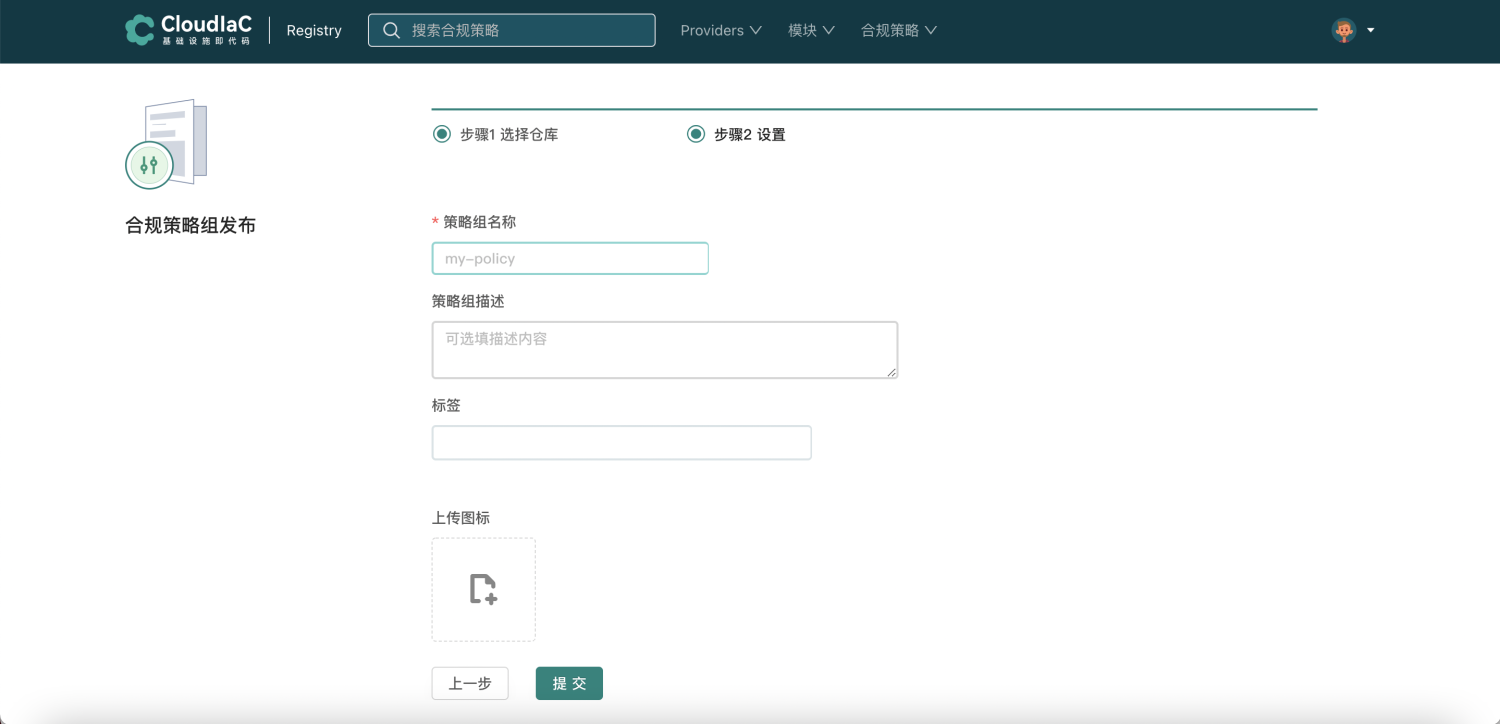 CloudIaC
基础设施即代码
Registry
搜索合规策略
Providers
模块
合规策略
步骤1 选择仓库
步骤2 设置
合规策略组发布
* 策略组名称
my-policy
策略组描述
可选填描述内容
标签
上传图标
上一步
提 交